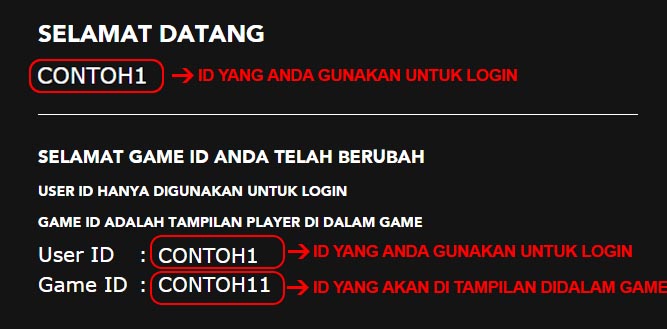 SELAMAT DATANG
CONTOH1 → ID YANG ANDA GUNAKAN UNTUK LOGIN
SELAMAT GAME ID ANDA TELAH BERUBAH
USER ID HANYA DIGUNAKAN UNTUK LOGIN
GAME ID ADALAH TAMPILAN PLAYER DI DALAM GAME
User ID : CONTOH1 → ID YANG ANDA GUNAKAN UNTUK LOGIN
Game ID : CONTOH11 → ID YANG AKAN DI TAMPILAN DIDALAM GAME